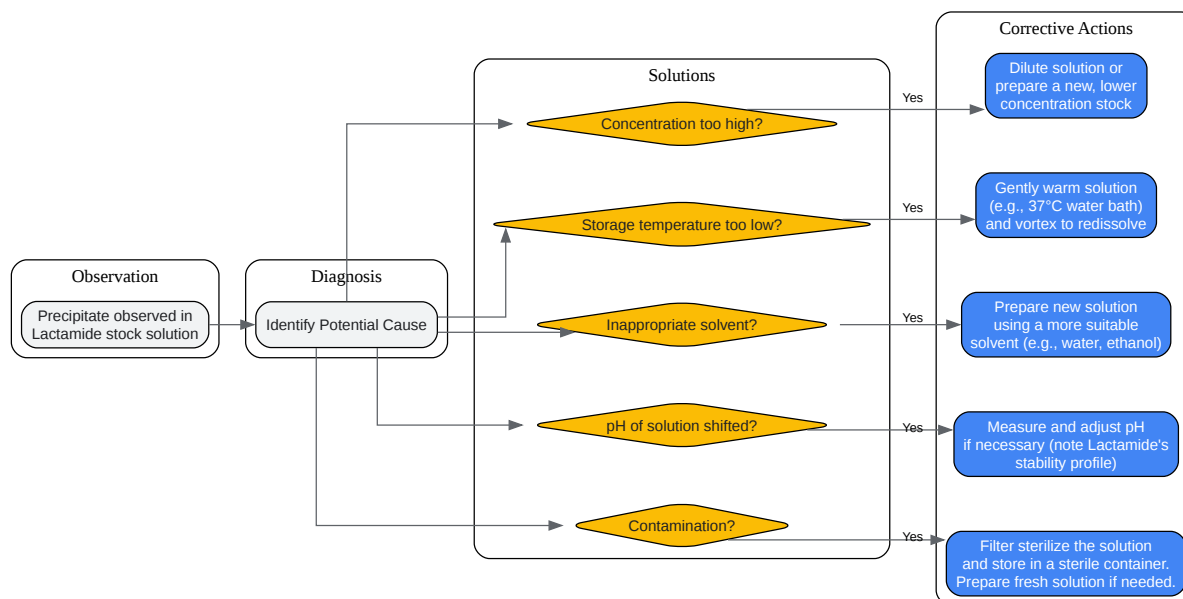 Observation
Precipitate observed in
Lactamide stock solution
Diagnosis
Identify Potential Cause
Solutions
Concentration too high?
Storage temperature too low?
Inappropriate solvent?
pH of solution shifted?
Contamination?
Yes
Yes
Yes
Yes
Yes
Corrective Actions
Dilute solution or
prepare a new, lower
concentration stock
Gently warm solution
(e.g., 37°C water bath)
and vortex to redissolve
Prepare new solution
using a more suitable
solvent (e.g., water, ethanol)
Measure and adjust pH
if necessary (note Lactamide's
stability profile)
Filter sterilize the solution
and store in a sterile container.
Prepare fresh solution if needed.